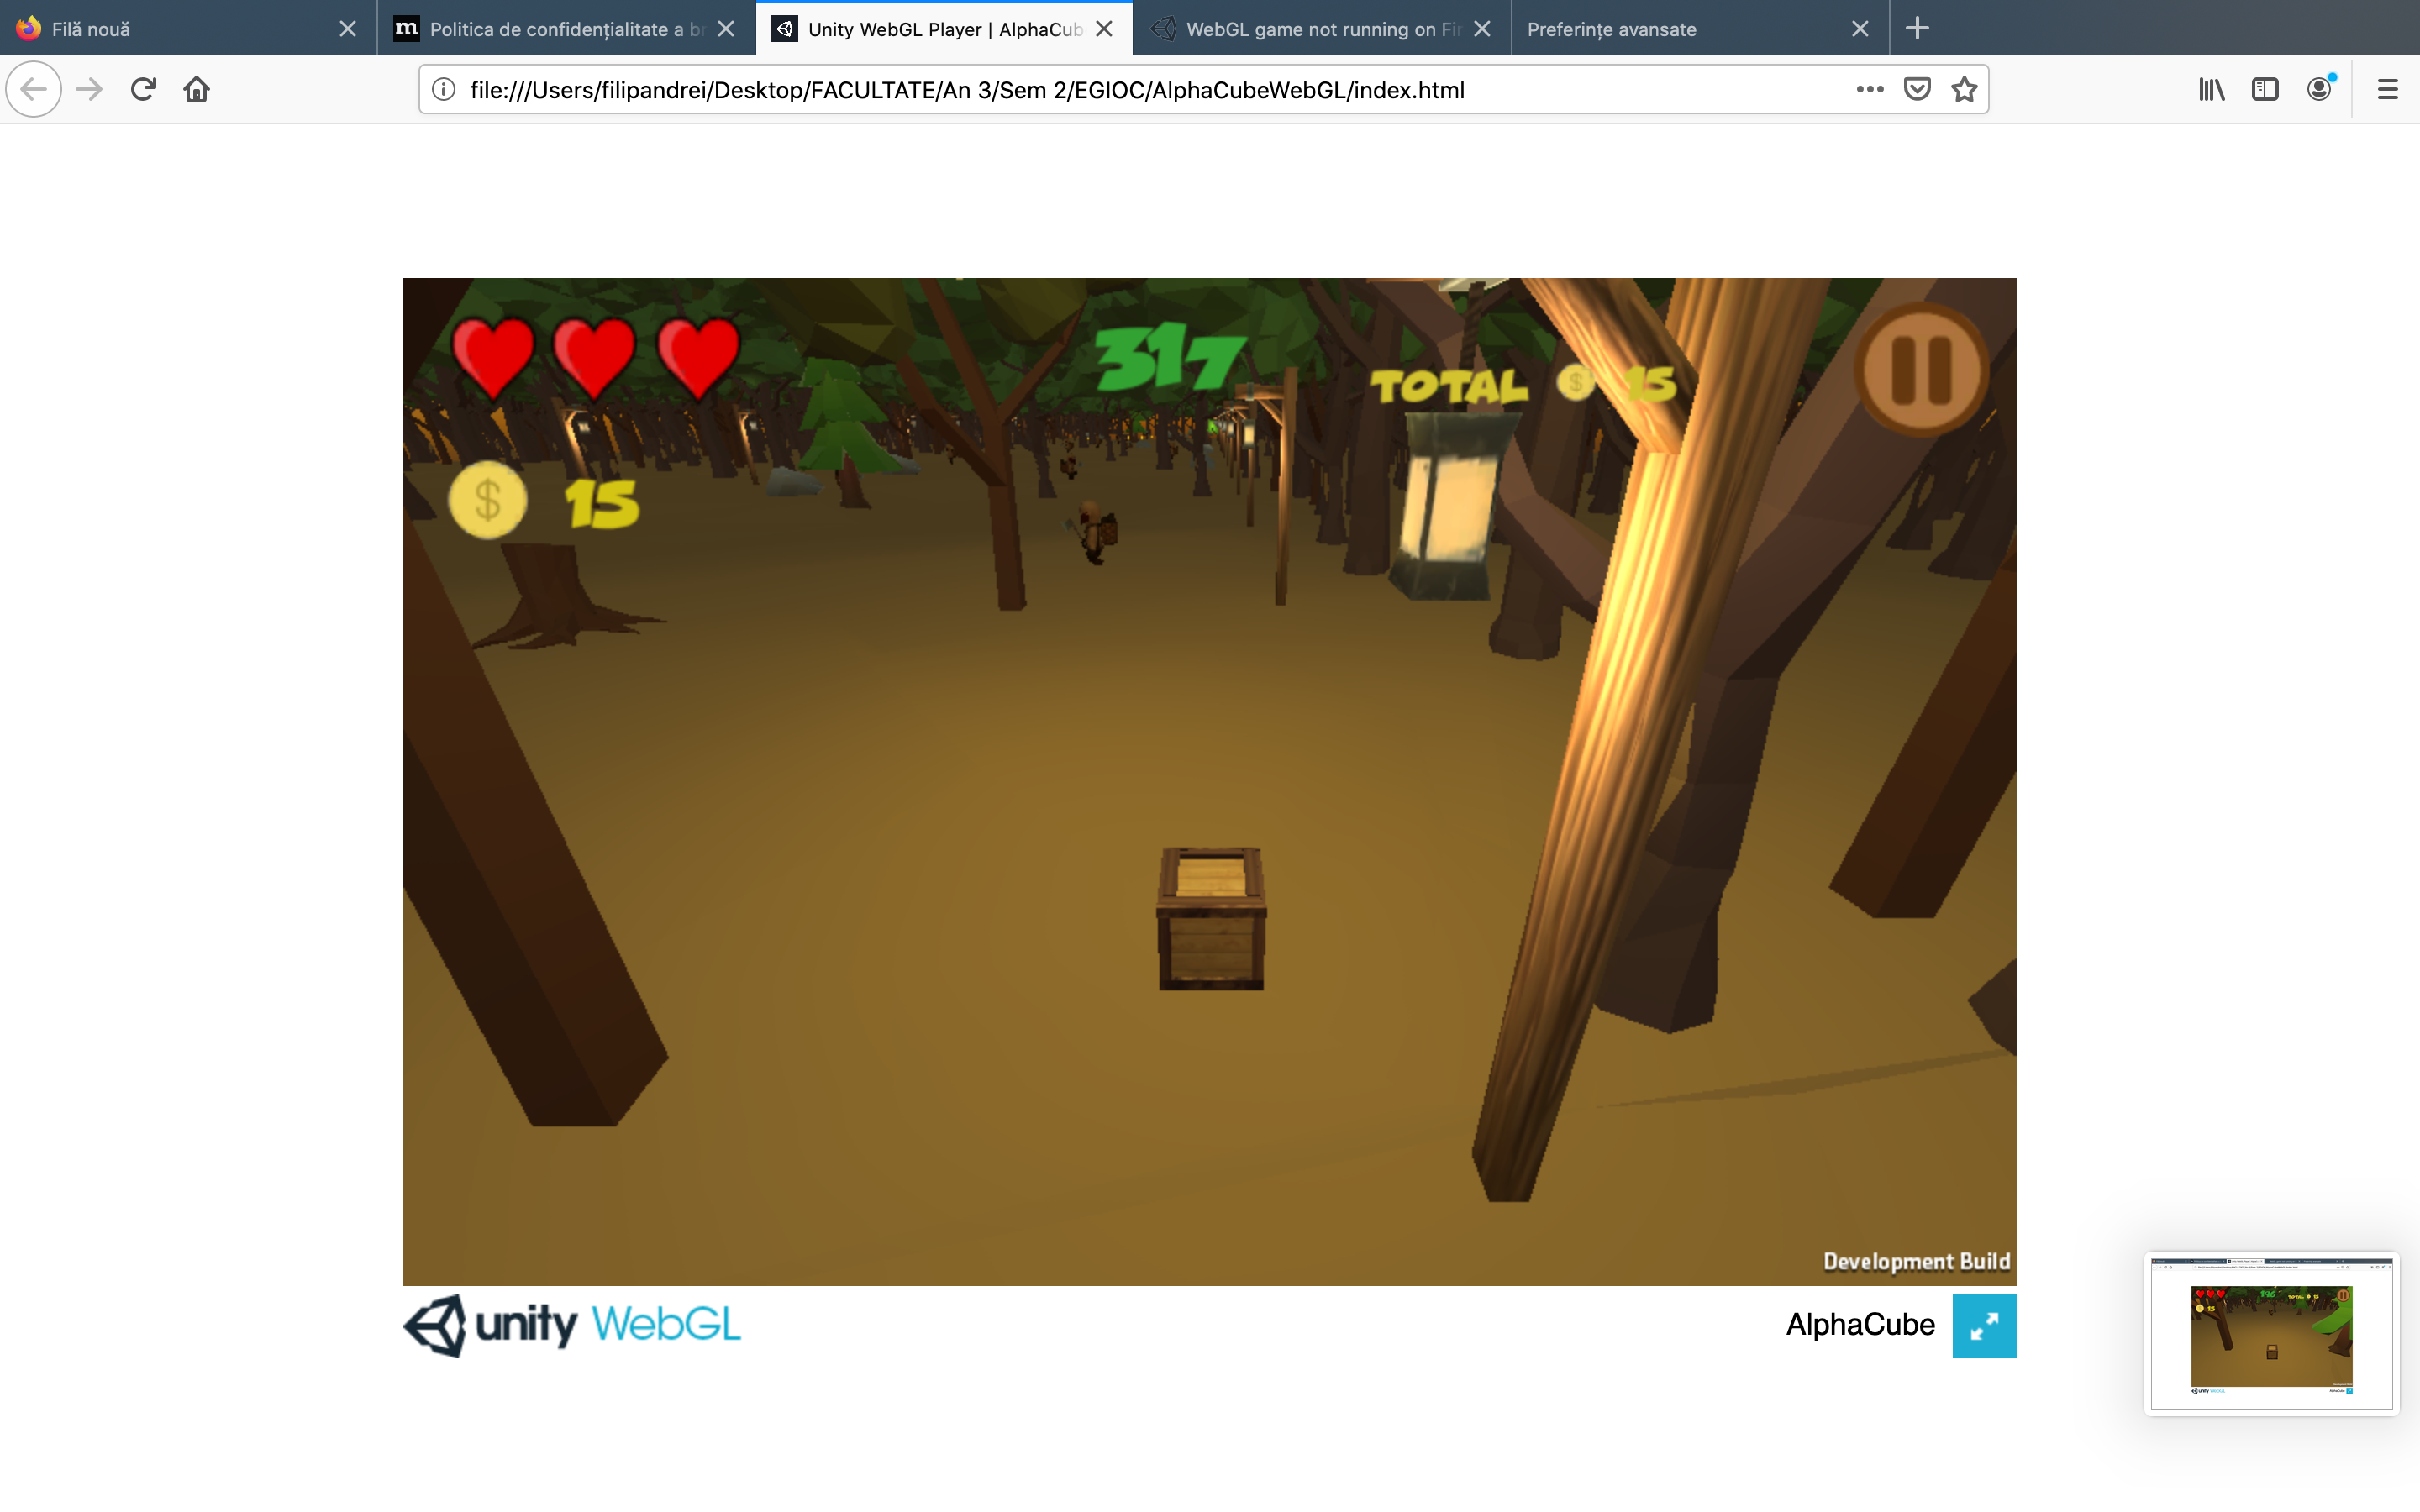 Filă nouă
Politica de confidențialitate a br
Unity WebGL Player | AlphaCub
WebGL game not running on Fir
Preferințe avansate
file:///Users/filipandrei/Desktop/FACULTATE/An 3/Sem 2/EGIOC/AlphaCubeWebGL/index.html
317
TOTAL $ 15
$ 15
Development Build
unity WebGL
AlphaCube